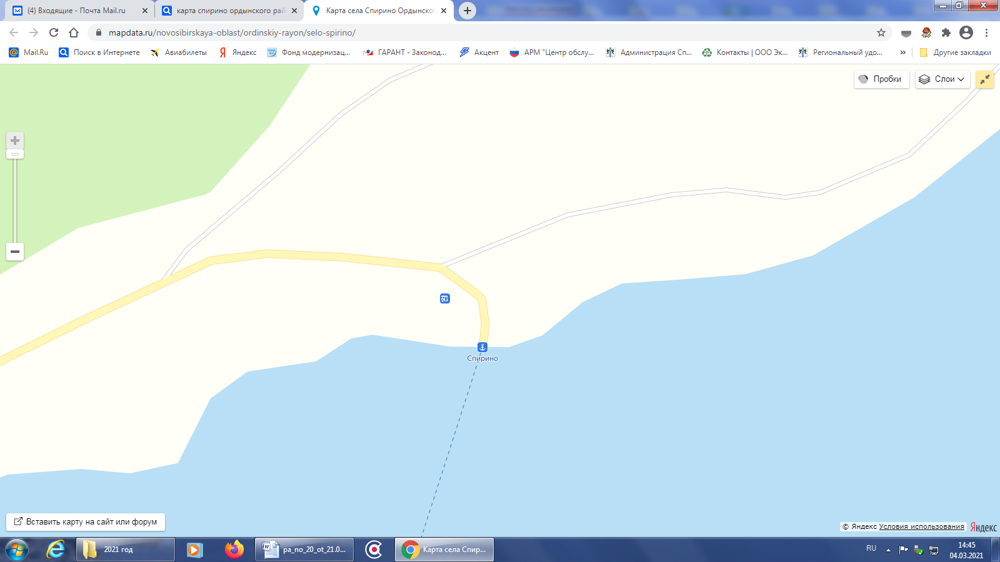 (4) Входящие - Почта Mail.ru
карта спирино ордынского рай
Карта села Спирино Ордынског
mapdata.ru/novosibirskaya-oblast/ordinskiy-rayon/selo-spirino/
Mail.Ru
Поиск в Интернете
Авиабилеты
Яндекс
Фонд модернизац...
ГАРАНТ - Законод...
Акцент
АРМ "Центр обслу...
Администрация Сп...
Контакты | ООО Эк...
Региональный удо...
»
Другие закладки
Пробки
Слои
Спирино
Вставить карту на сайт или форум
© Яндекс Условия использования
Яндекс
2021 год
pa_no_20_ot_21.0...
Карта села Спир...
RU
14:45
04.03.2021